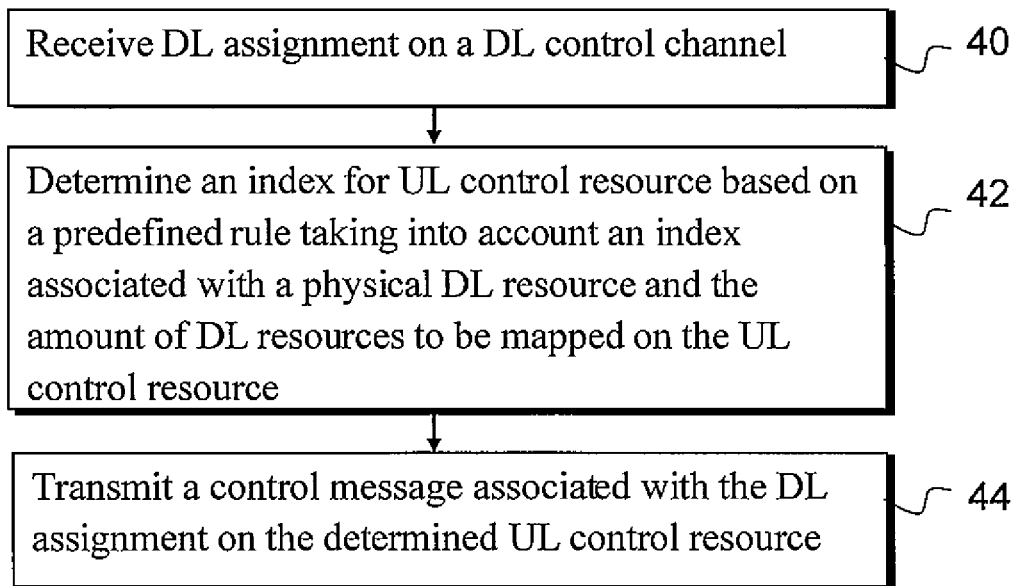 Receive DL assignment on a DL control channel
40
Determine an index for UL control resource based on
a predefined rule taking into account an index
associated with a physical DL resource and the
amount of DL resources to be mapped on the UL
control resource
42
Transmit a control message associated with the DL
assignment on the determined UL control resource
44